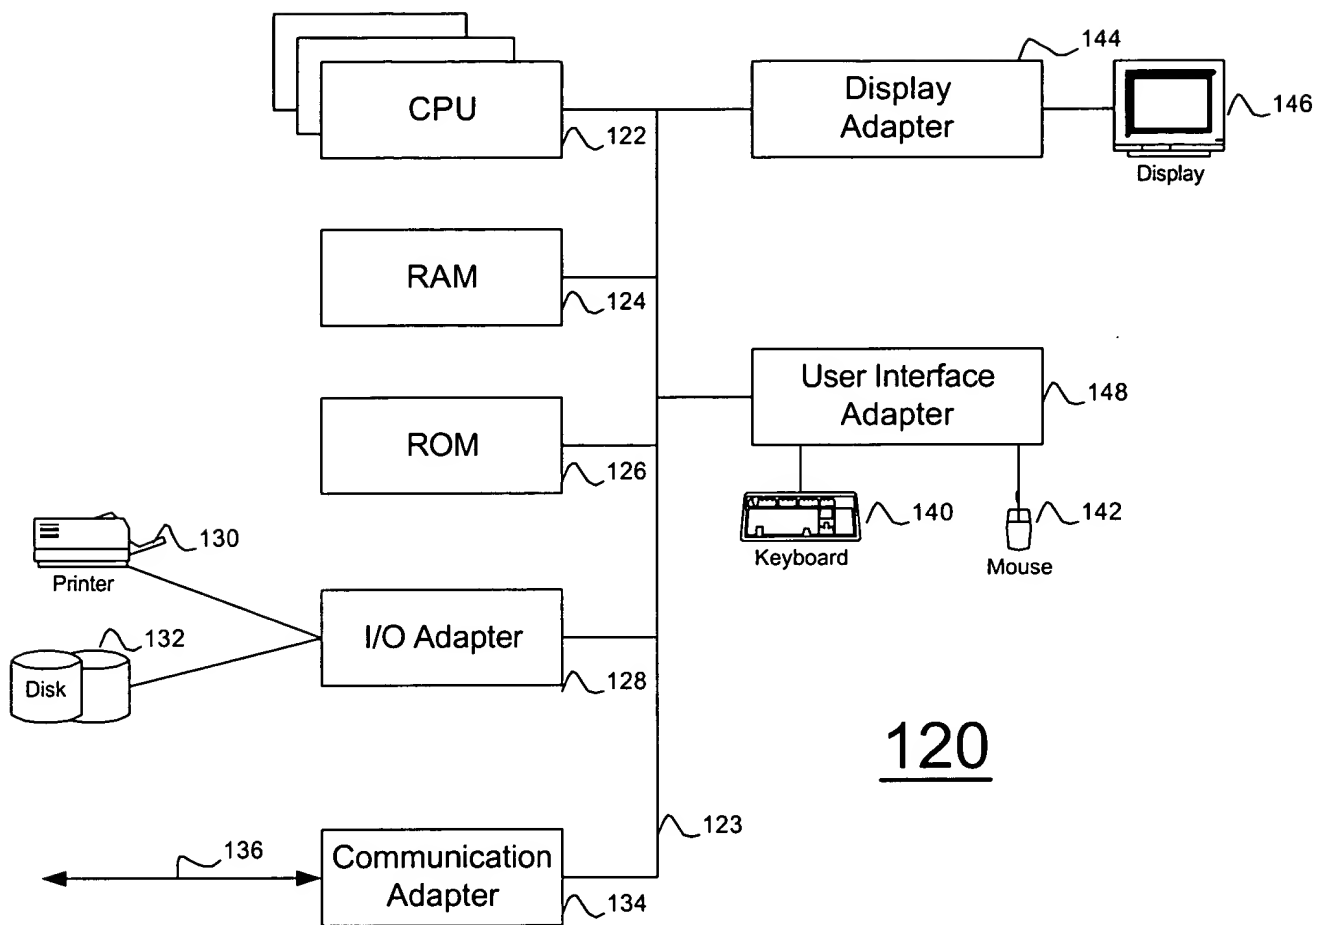 CPU
122
Display
Adapter
144
146
Display
RAM
124
User Interface
Adapter
148
ROM
126
140
Keyboard
142
Mouse
130
Printer
132
Disk
I/O Adapter
128
120
123
136
Communication
Adapter
134